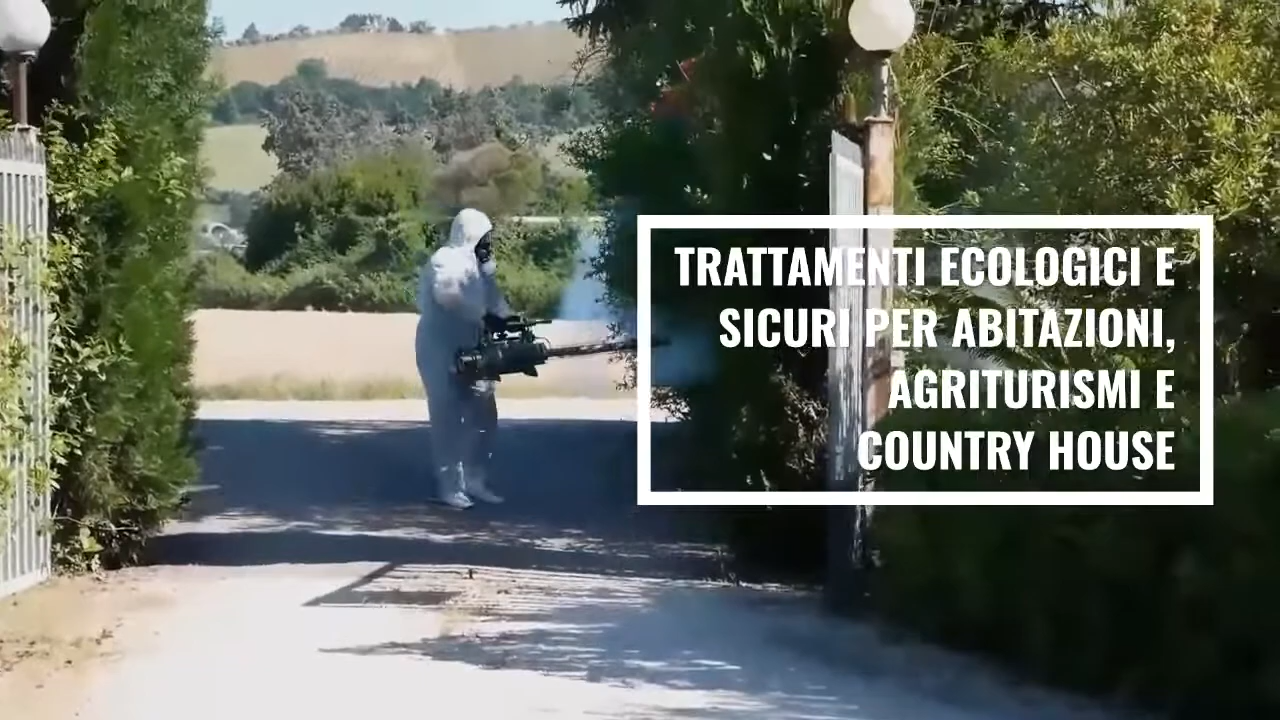 TRATTAMENTI ECOLOGICI E
SICURI PER ABITAZIONI,
AGRITURISMI E
COUNTRY HOUSE